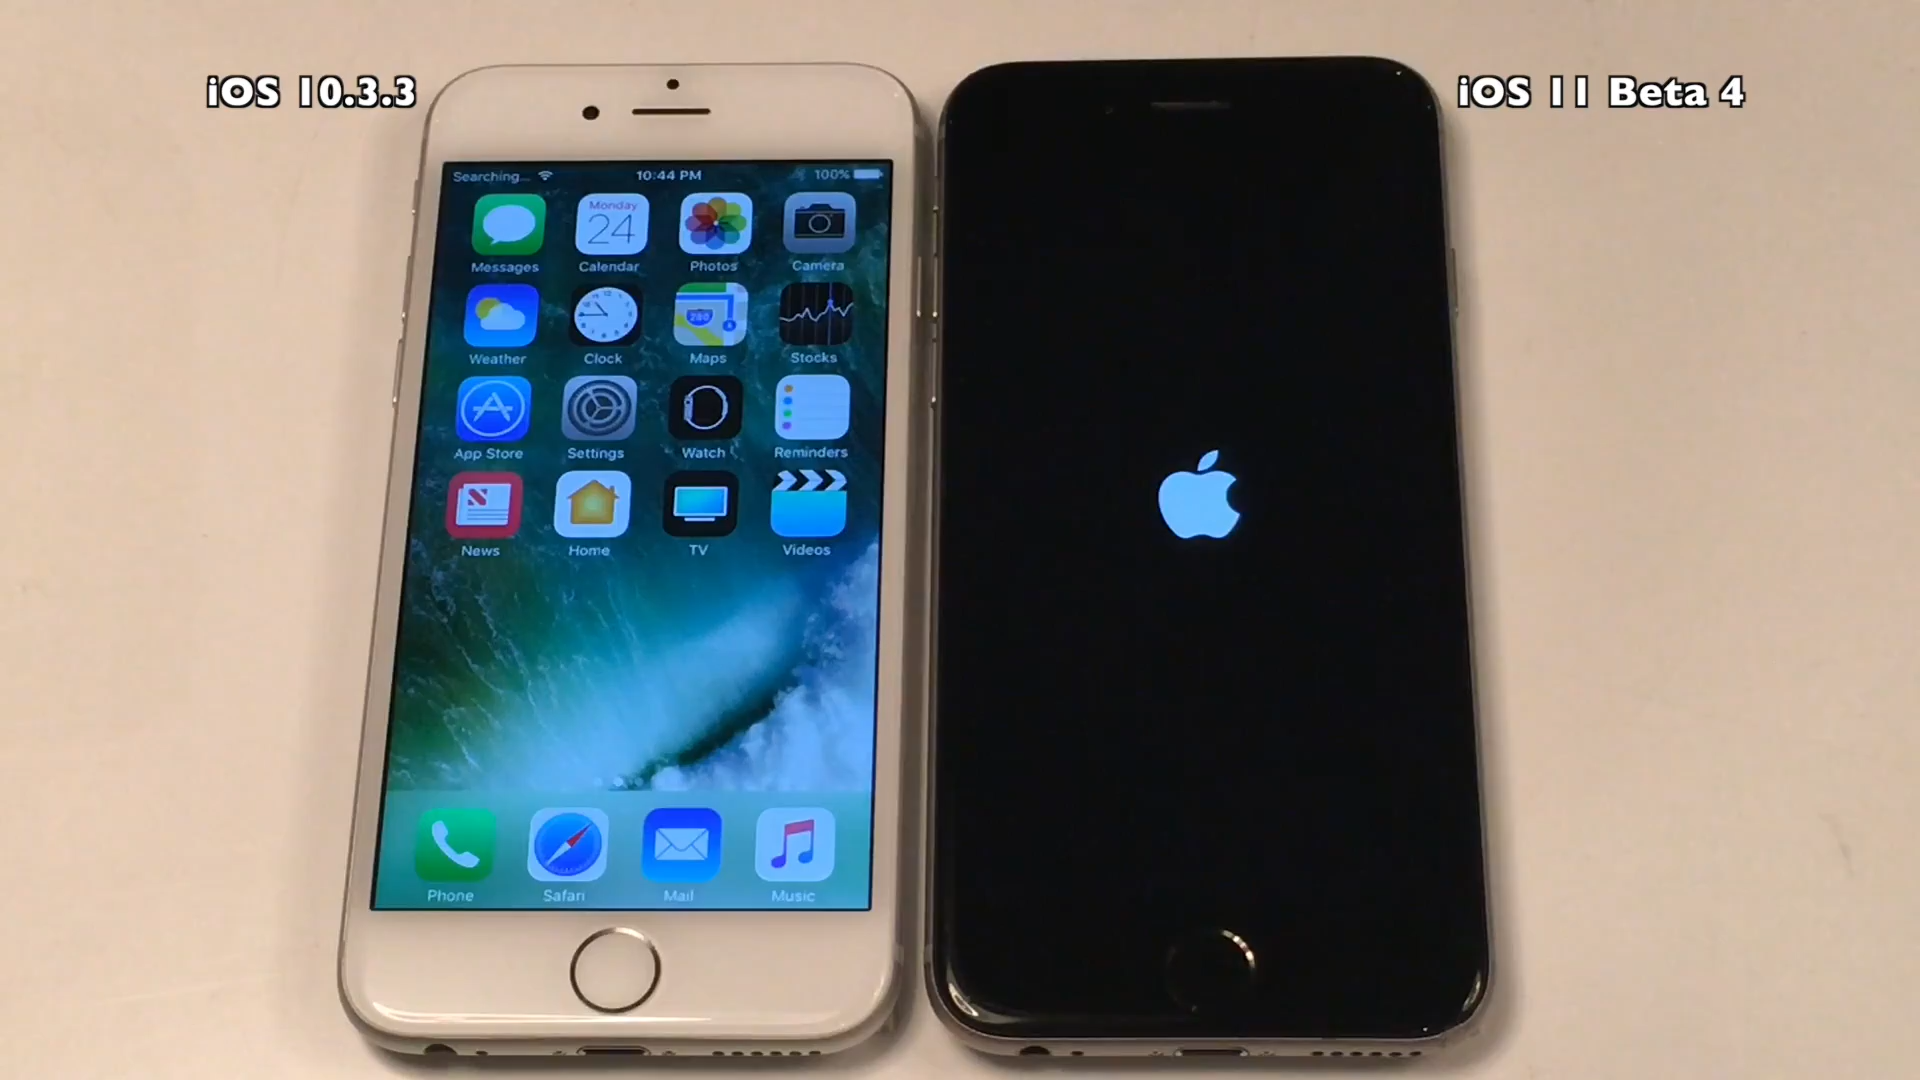 iOS 10.3.3
iOS 11 Beta 4
Searching... 10:44 PM 100%
Monday
24
Messages Calendar Photos Camera
280
Weather Clock Maps Stocks
App Store Settings Watch Reminders
News Home TV Videos
Phone Safari Mail Music